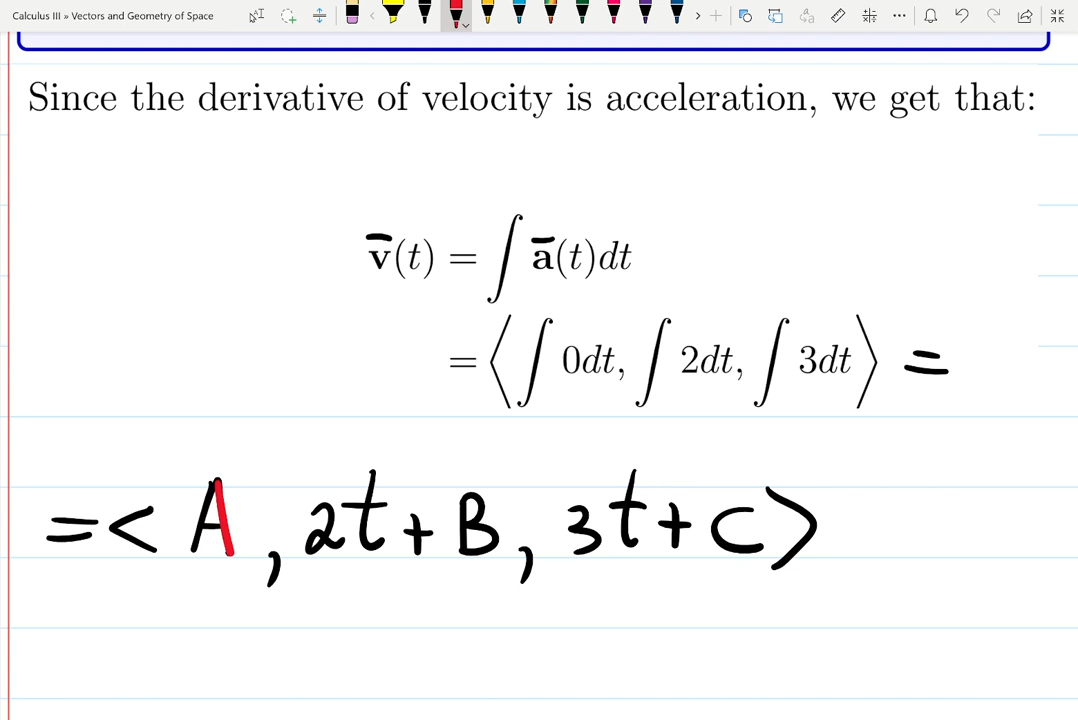 Calculus III » Vectors and Geometry of Space
Since the derivative of velocity is acceleration, we get that:
v̄(t) = ∫ ā(t)dt
= ⟨∫ 0dt, ∫ 2dt, ∫ 3dt⟩ =
= < A, 2t + B, 3t + C >